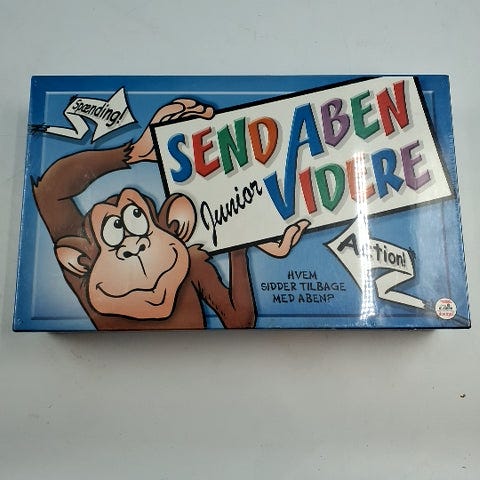 Spænding!
SEND ABEN
Junior VIDERE
Action!
HVEM
SIDDER TILBAGE
MED ABEN?